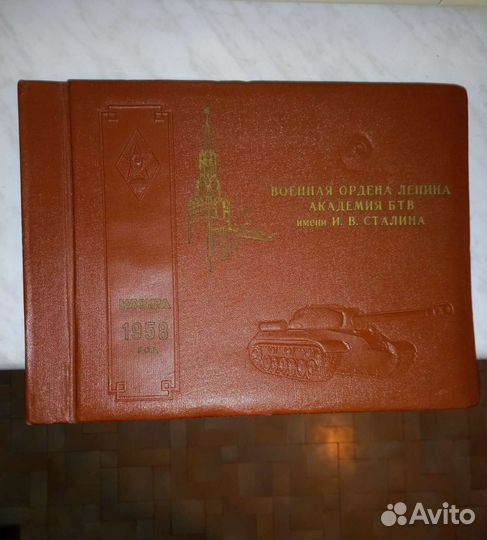 ВОЕННАЯ ОРДЕНА ЛЕНИНА
АКАДЕМИЯ БТВ
имени И. В. СТАЛИНА
МОСКВА
1958
ГОД
Avito